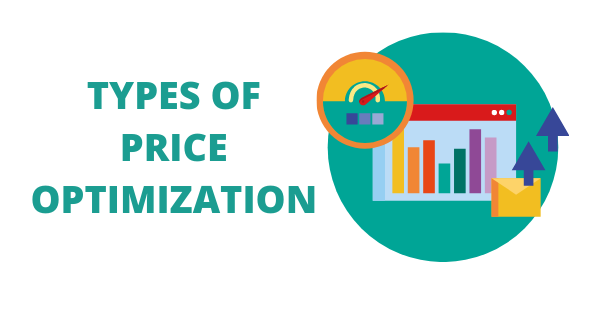 TYPES OF
PRICE
OPTIMIZATION